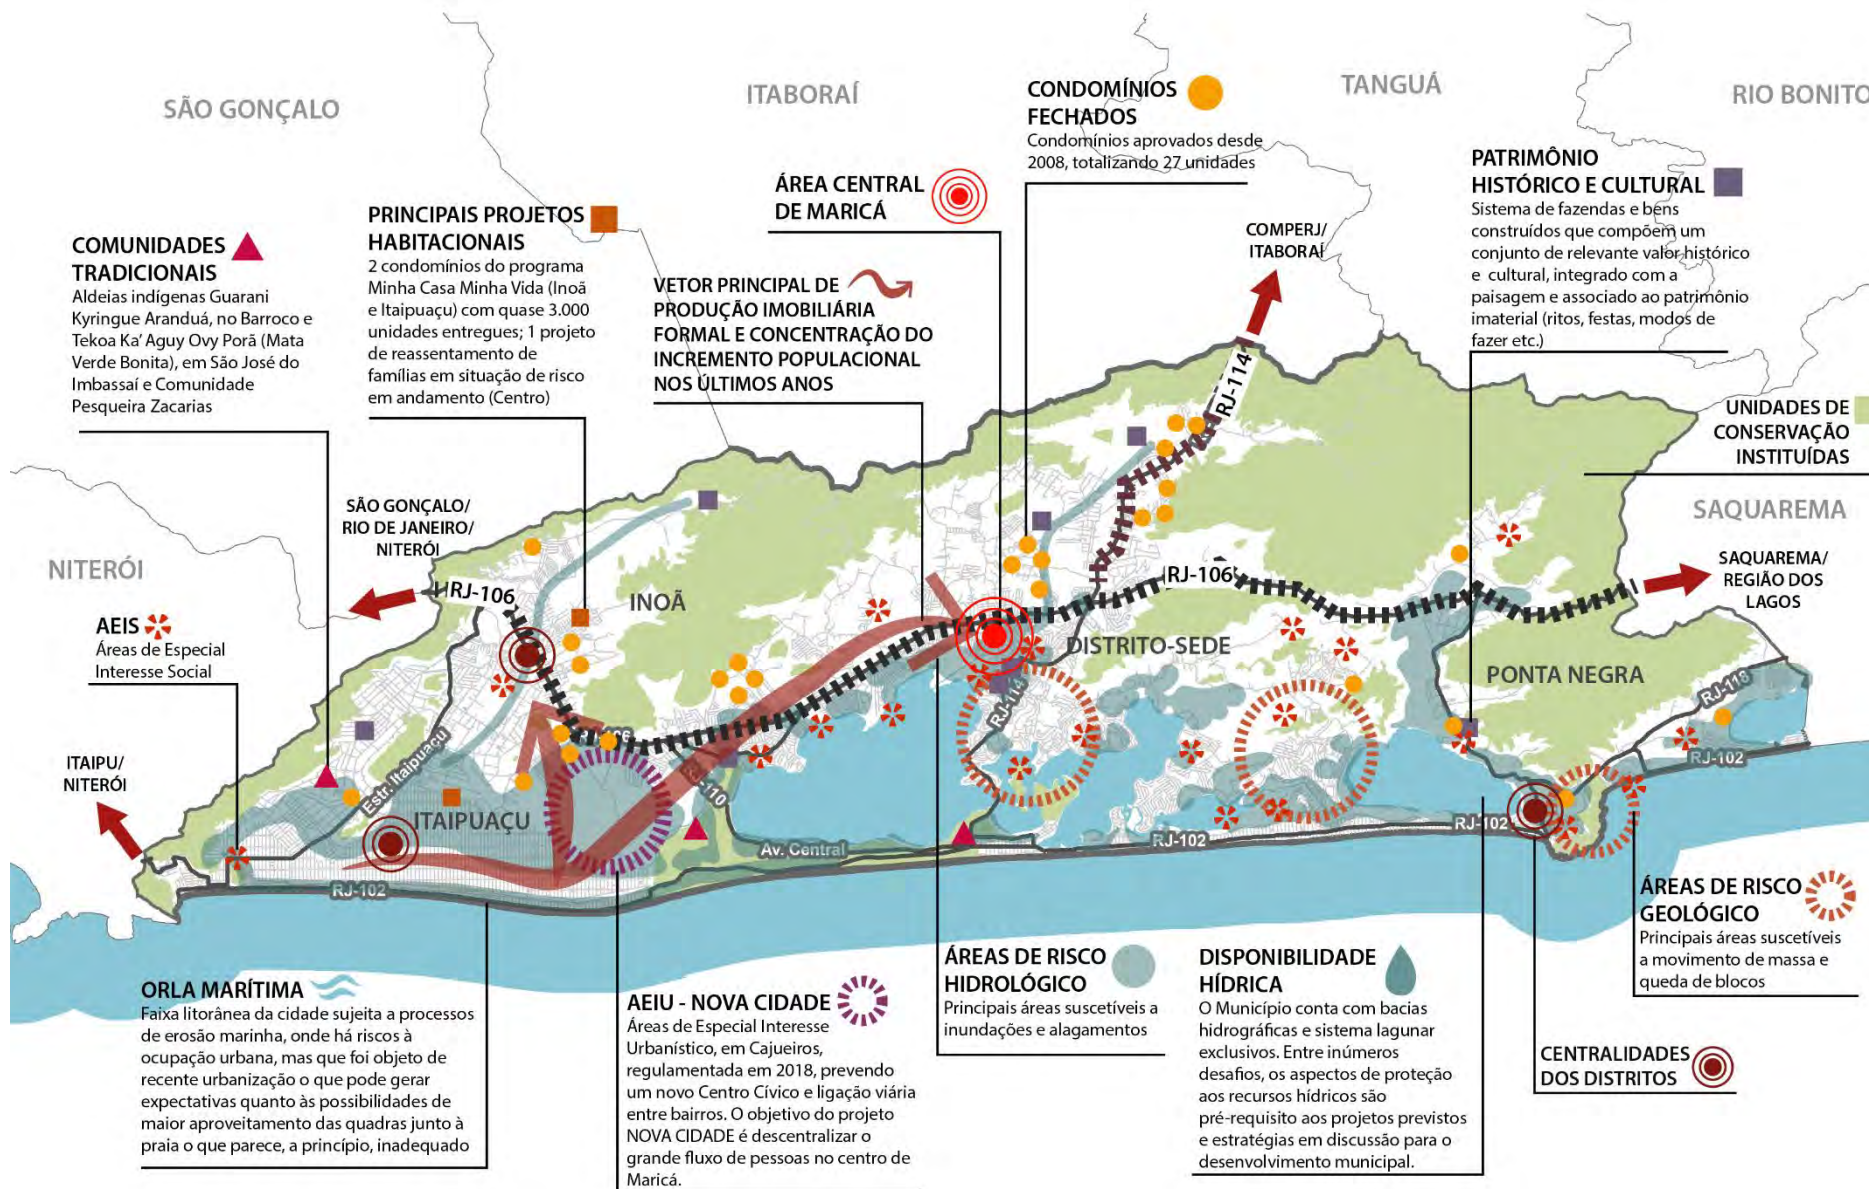 SÃO GONÇALO
ITABORAÍ
TANGUÁ
RIO BONITO
CONDOMÍNIOS
FECHADOS
Condomínios aprovados desde
2008, totalizando 27 unidades
PATRIMÔNIO
HISTÓRICO E CULTURAL
Sistema de fazendas e bens
construídos que compõem um
conjunto de relevante valor histórico
e cultural, integrado com a
paisagem e associado ao patrimônio
imaterial (ritos, festas, modos de
fazer etc.)
ÁREA CENTRAL
DE MARICÁ
PRINCIPAIS PROJETOS
HABITACIONAIS
2 condomínios do programa
Minha Casa Minha Vida (Inoã
e Itaipuaçu) com quase 3.000
unidades entregues; 1 projeto
de reassentamento de
famílias em situação de risco
em andamento (Centro)
COMUNIDADES
TRADICIONAIS
Aldeias indígenas Guarani
Kyringue Aranduá, no Barroco e
Tekoa Ka' Aguy Ovy Porã (Mata
Verde Bonita), em São José do
Imbassaí e Comunidade
Pesqueira Zacarias
VETOR PRINCIPAL DE
PRODUÇÃO IMOBILIÁRIA
FORMAL E CONCENTRAÇÃO DO
INCREMENTO POPULACIONAL
NOS ÚLTIMOS ANOS
COMPERJ/
ITABORAÍ
RJ-114
UNIDADES DE
CONSERVAÇÃO
INSTITUÍDAS
SÃO GONÇALO/
RIO DE JANEIRO/
NITERÓI
NITERÓI
SAQUAREMA
SAQUAREMA/
REGIÃO DOS
LAGOS
RJ-106
INOÃ
RJ-106
AEIS
Áreas de Especial
Interesse Social
DISTRITO-SEDE
PONTA NEGRA
RJ-118
RJ-114
ITAIPU/
NITERÓI
Estr. Itaipuaçu
RJ-102
ITAIPUAÇU
Av. Central
RJ-102
RJ-102
RJ-102
ÁREAS DE RISCO
GEOLÓGICO
Principais áreas suscetíveis
a movimento de massa e
queda de blocos
ORLA MARÍTIMA
Faixa litorânea da cidade sujeita a processos
de erosão marinha, onde há riscos à
ocupação urbana, mas que foi objeto de
recente urbanização o que pode gerar
expectativas quanto às possibilidades de
maior aproveitamento das quadras junto à
praia o que parece, a princípio, inadequado
AEIU - NOVA CIDADE
Áreas de Especial Interesse
Urbanístico, em Cajueiros,
regulamentada em 2018, prevendo
um novo Centro Cívico e ligação viária
entre bairros. O objetivo do projeto
NOVA CIDADE é descentralizar o
grande fluxo de pessoas no centro de
Maricá.
ÁREAS DE RISCO
HIDROLÓGICO
Principais áreas suscetíveis a
inundações e alagamentos
DISPONIBILIDADE
HÍDRICA
O Município conta com bacias
hidrográficas e sistema lagunar
exclusivos. Entre inúmeros
desafios, os aspectos de proteção
aos recursos hídricos são
pré-requisito aos projetos previstos
e estratégias em discussão para o
desenvolvimento municipal.
CENTRALIDADES
DOS DISTRITOS